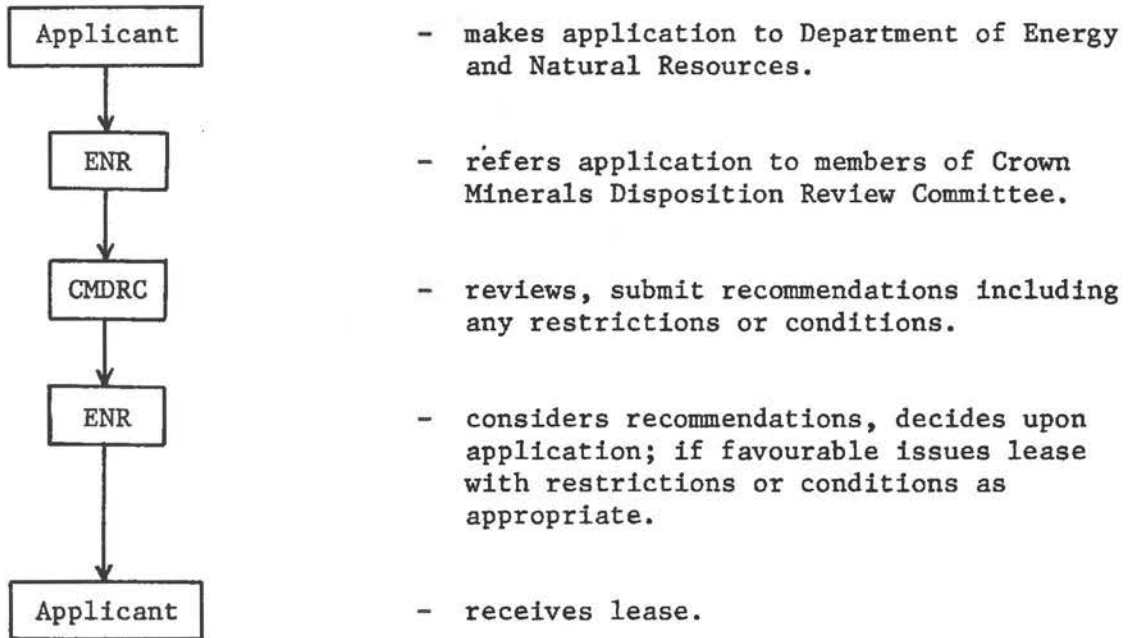 Applicant - makes application to Department of Energy
and Natural Resources.
ENR - refers application to members of Crown
Minerals Disposition Review Committee.
CMDRC - reviews, submit recommendations including
any restrictions or conditions.
ENR - considers recommendations, decides upon
application; if favourable issues lease
with restrictions or conditions as
appropriate.
Applicant - receives lease.